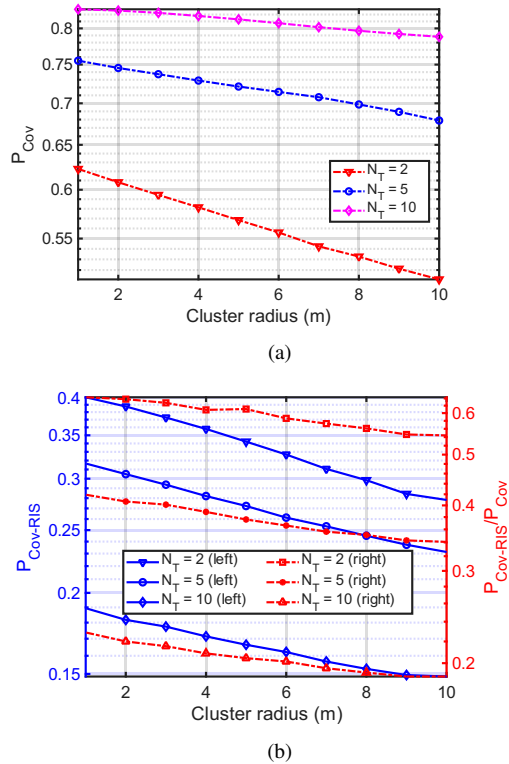 0.8
0.75
0.7
0.65
0.6
0.55
P_Cov
N_T = 2
N_T = 5
N_T = 10
2 4 6 8 10
Cluster radius (m)
(a)
0.4
0.35
0.3
0.25
0.2
0.15
P_Cov-RIS
0.6
0.5
0.4
0.3
0.2
P_Cov-RIS/P_Cov
N_T = 2 (left) N_T = 2 (right)
N_T = 5 (left) N_T = 5 (right)
N_T = 10 (left) N_T = 10 (right)
2 4 6 8 10
Cluster radius (m)
(b)